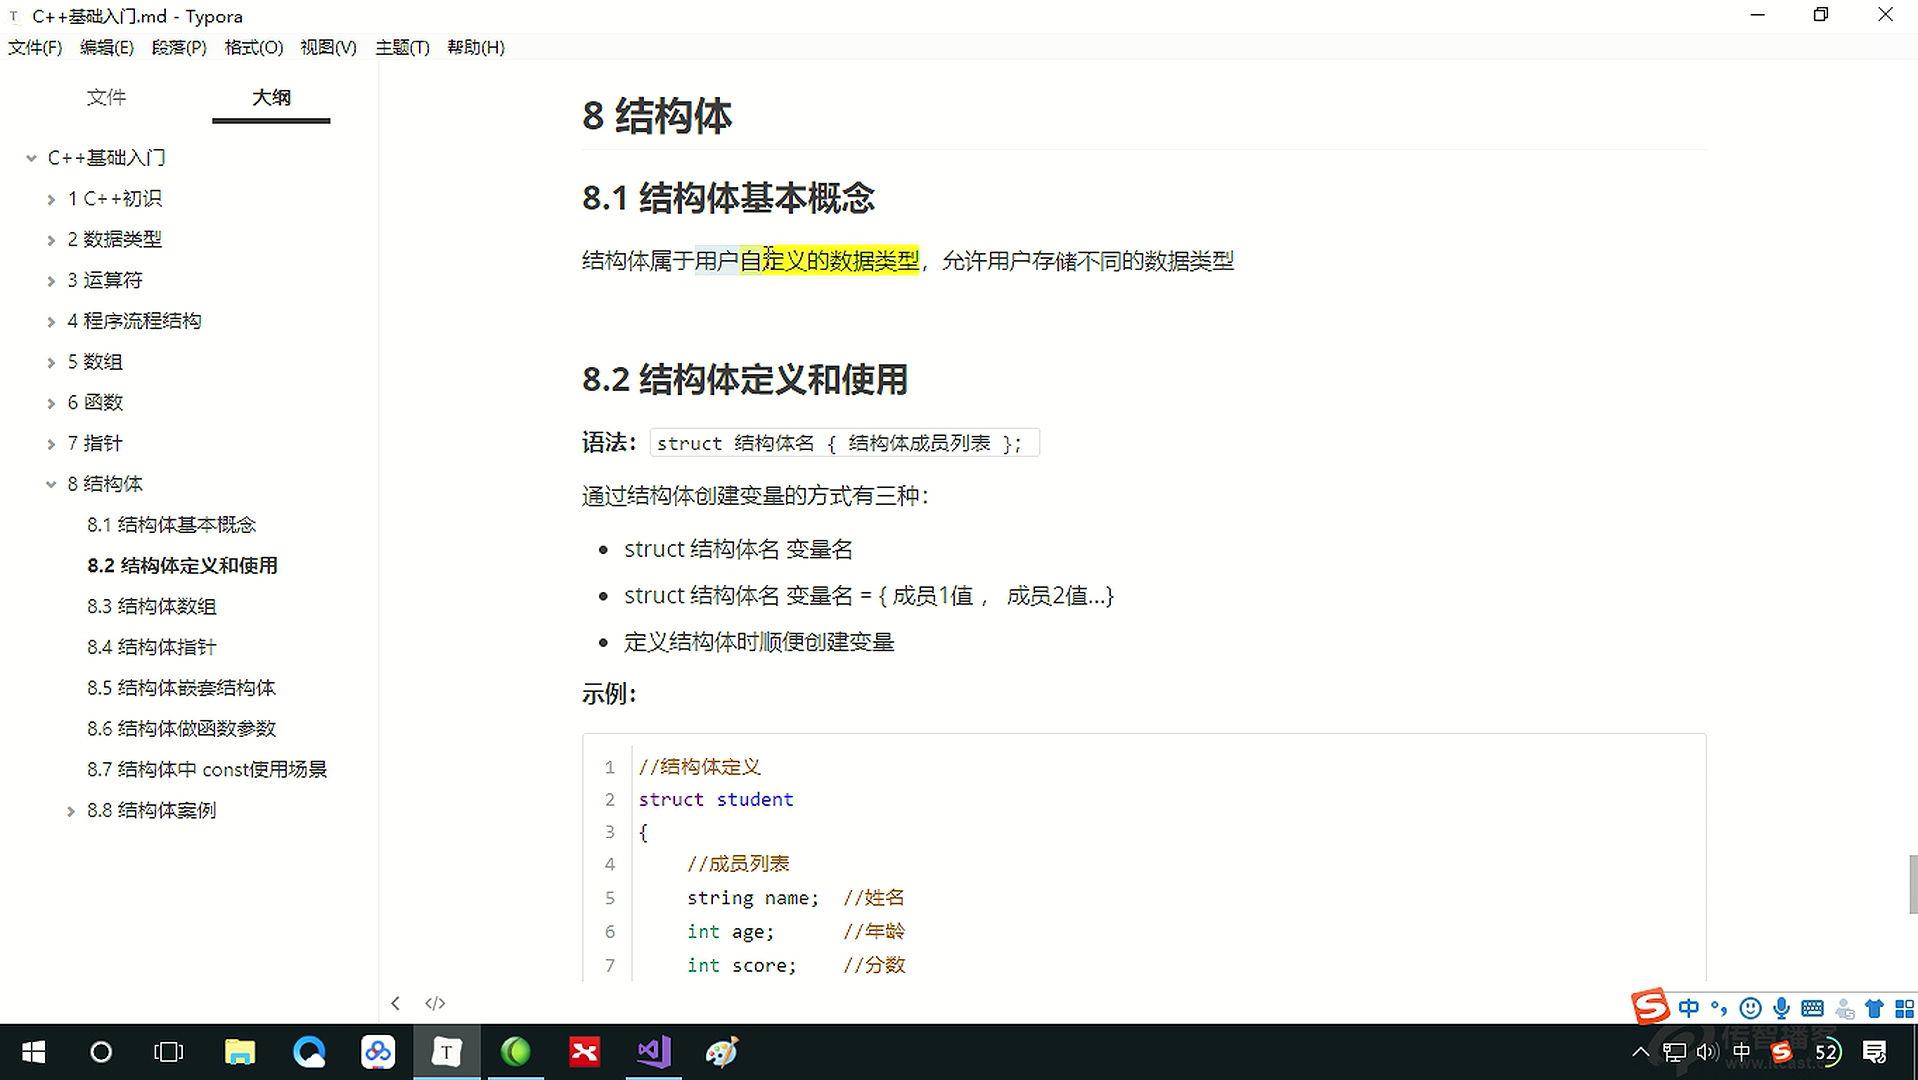 C++基础入门.md - Typora
文件(F) 编辑(E) 段落(P) 格式(O) 视图(V) 主题(T) 帮助(H)
文件 大纲
C++基础入门
1 C++初识
2 数据类型
3 运算符
4 程序流程结构
5 数组
6 函数
7 指针
8 结构体
8.1 结构体基本概念
8.2 结构体定义和使用
8.3 结构体数组
8.4 结构体指针
8.5 结构体嵌套结构体
8.6 结构体做函数参数
8.7 结构体中 const使用场景
8.8 结构体案例
8 结构体
8.1 结构体基本概念
结构体属于用户自定义的数据类型，允许用户存储不同的数据类型
8.2 结构体定义和使用
语法： struct 结构体名 { 结构体成员列表 };
通过结构体创建变量的方式有三种：
struct 结构体名 变量名
struct 结构体名 变量名 = { 成员1值 ， 成员2值...}
定义结构体时顺便创建变量
示例：
1 //结构体定义
2 struct student
3 {
4 //成员列表
5 string name; //姓名
6 int age; //年龄
7 int score; //分数
中
传智播客
中 52